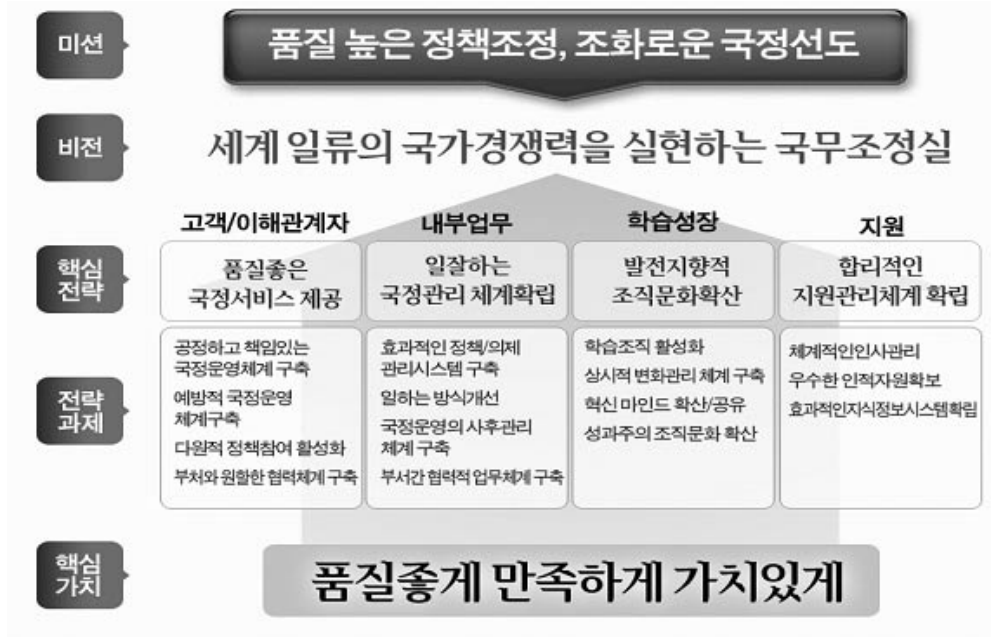 미션
품질 높은 정책조정, 조화로운 국정선도
비전
세계 일류의 국가경쟁력을 실현하는 국무조정실
고객/이해관계자
내부업무
학습성장
지원
핵심
전략
품질좋은
국정서비스 제공
일잘하는
국정관리 체계확립
발전지향적
조직문화확산
합리적인
지원관리체계 확립
전략
과제
공정하고 책임있는
국정운영체계 구축
예방적 국정운영
체계구축
다원적 정책참여 활성화
부처와 원할한 협력체계 구축
효과적인 정책/의제
관리시스템 구축
일하는 방식개선
국정운영의 사후관리
체계 구축
부서간 협력적 업무체계 구축
학습조직 활성화
상시적 변화관리 체계 구축
혁신 마인드 확산/공유
성과주의 조직문화 확산
체계적인인사관리
우수한 인적자원확보
효과적인지식정보시스템확립
핵심
가치
품질좋게 만족하게 가치있게